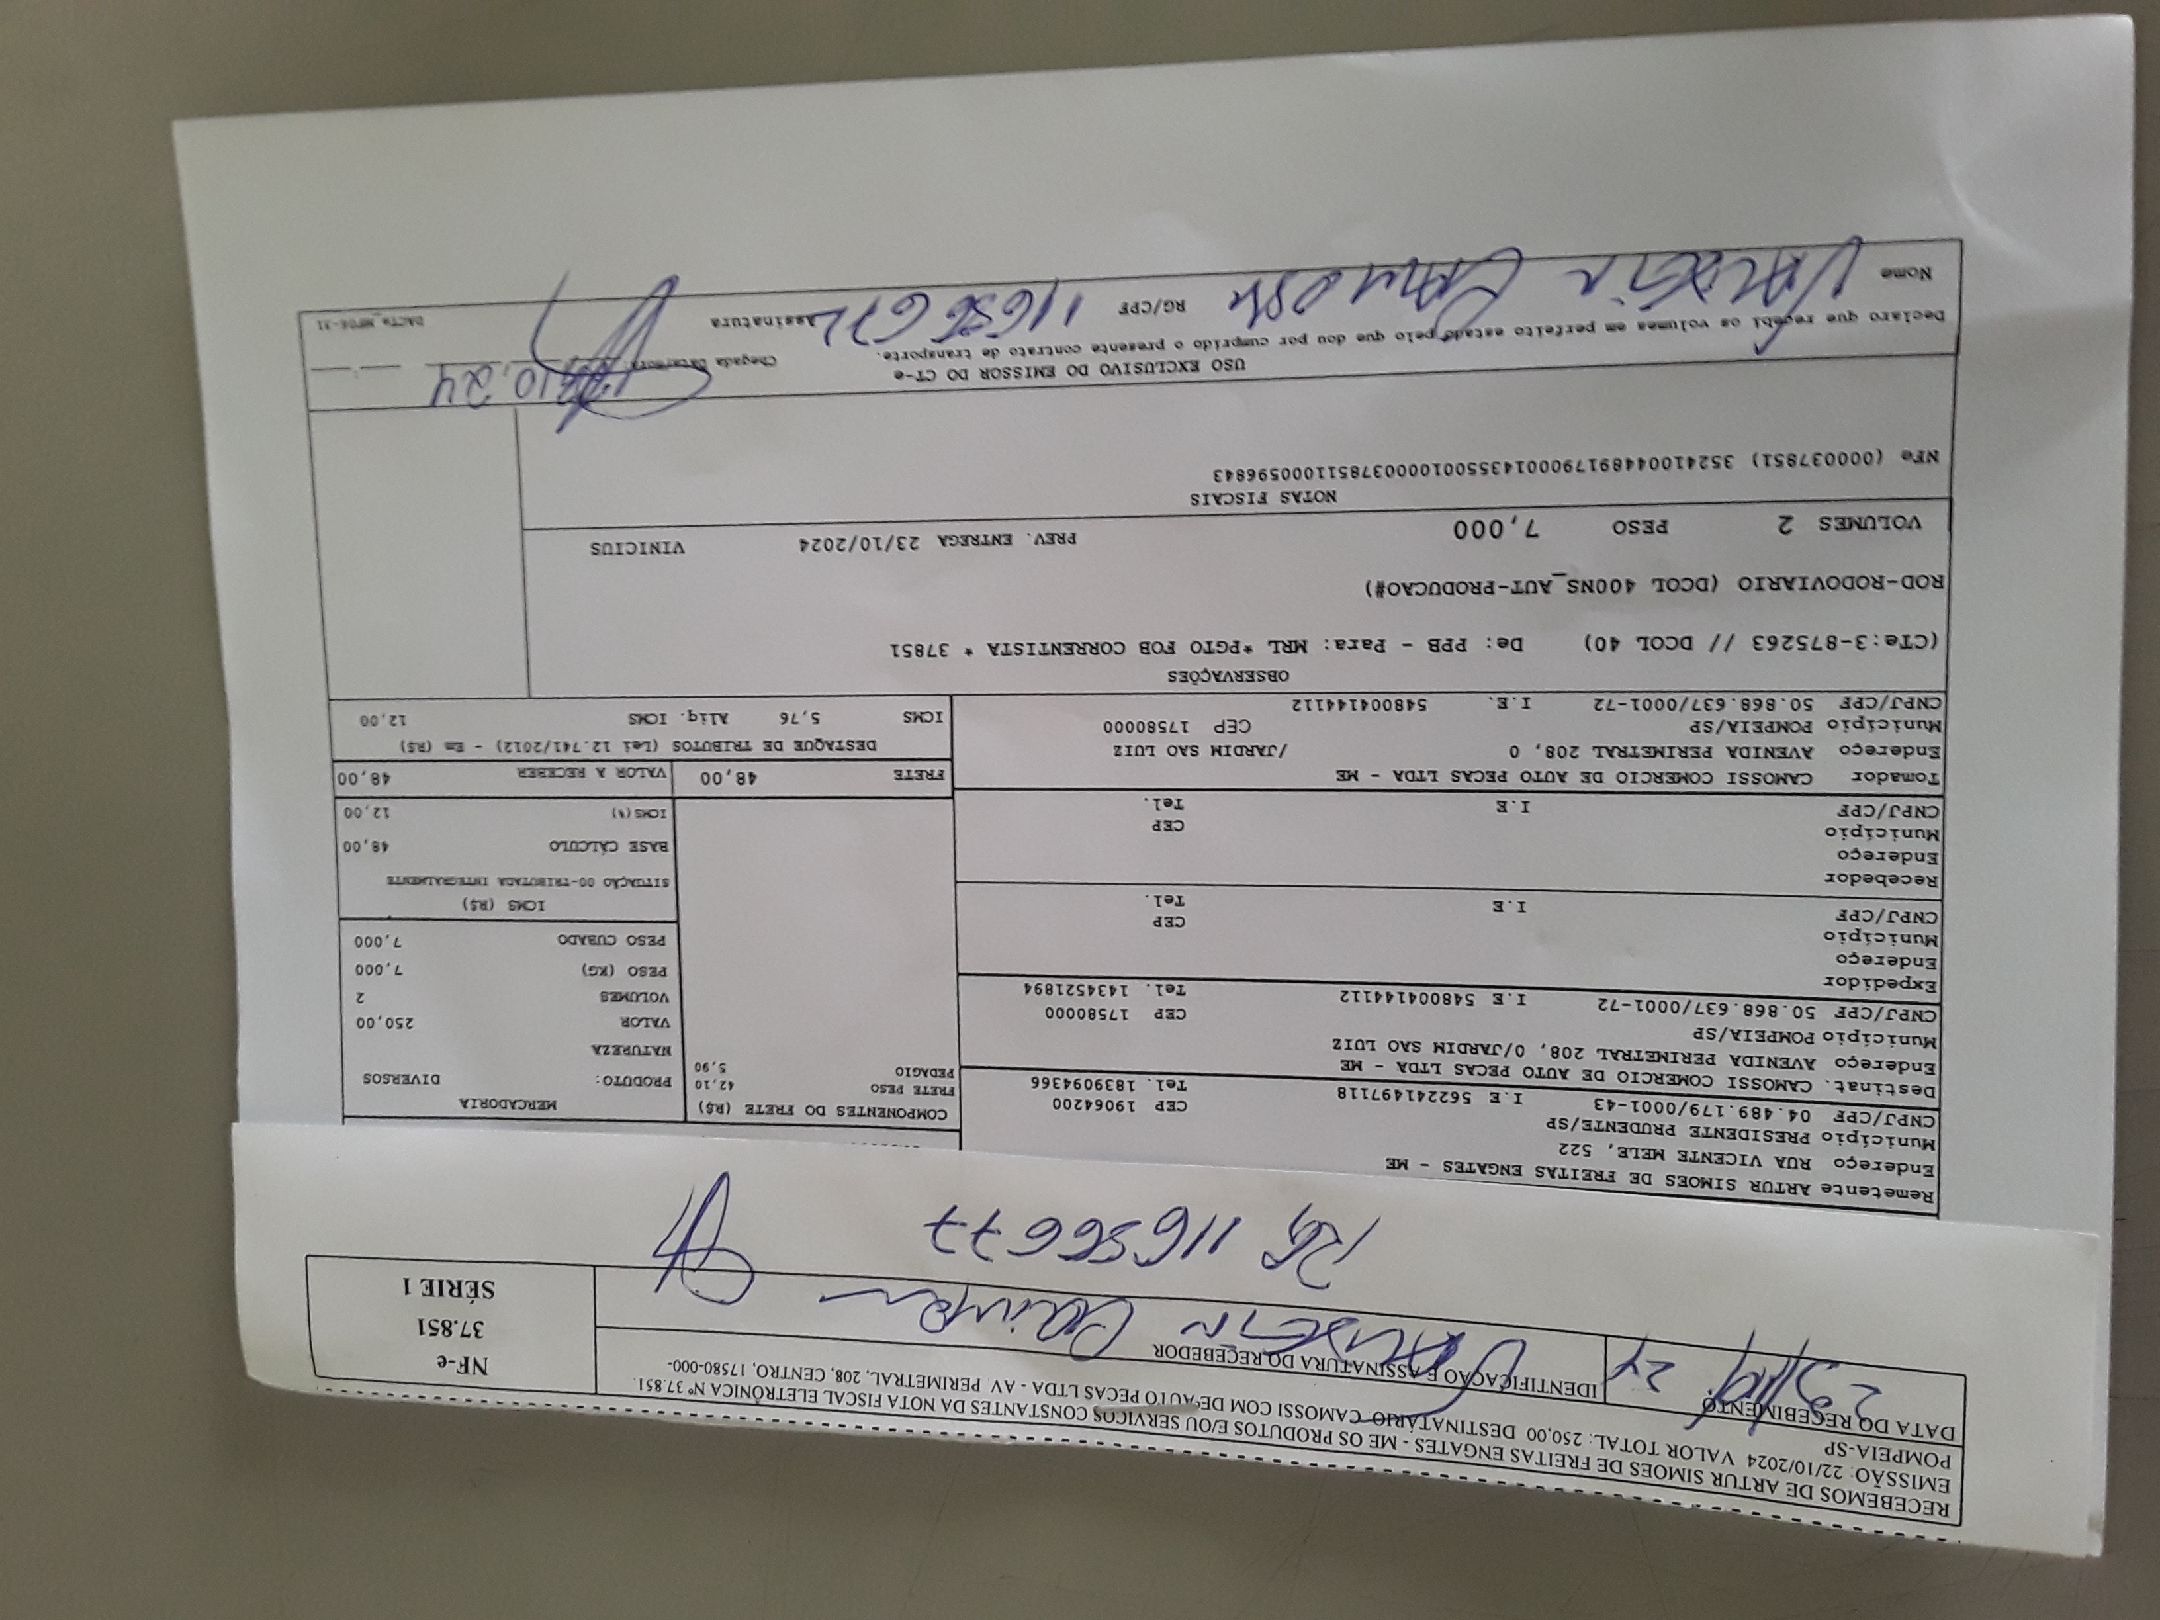 RECEBEMOS DE ARTUR SIMOES DE FREITAS ENGATES - ME OS PRODUTOS E/OU SERVIÇOS CONSTANTES DA NOTA FISCAL ELETRÔNICA Nº 37.851.
EMISSÃO: 22/10/2024 VALOR TOTAL: 250,00 DESTINATÁRIO: CAMOSSI COM DE AUTO PECAS LTDA - AV PERIMETRAL, 208, CENTRO, 17580-000-
POMPEIA-SP
NF-e
37.851
SÉRIE 1
DATA DO RECEBIMENTO
24
IDENTIFICAÇÃO E ASSINATURA DO RECEBEDOR
RG 116566677
Remetente ARTUR SIMOES DE FREITAS ENGATES - ME
Endereço RUA VICENTE MELE, 522
Município PRESIDENTE PRUDENTE/SP CEP 19064200
CNPJ/CPF 04.489.179/0001-43 I.E 562241497118 Tel. 1839094366
Destinat. CAMOSSI COMERCIO DE AUTO PECAS LTDA - ME
Endereço AVENIDA PERIMETRAL 208, 0/JARDIM SAO LUIZ
Município POMPEIA/SP CEP 17580000
CNPJ/CPF 50.868.637/0001-72 I.E 548004144112 Tel. 1434521894
Expedidor
Endereço
Município CEP
CNPJ/CPF I.E Tel.
Recebedor
Endereço
Município CEP
CNPJ/CPF I.E Tel.
Tomador CAMOSSI COMERCIO DE AUTO PECAS LTDA - ME
Endereço AVENIDA PERIMETRAL 208, 0 /JARDIM SAO LUIZ
Município POMPEIA/SP CEP 17580000
CNPJ/CPF 50.868.637/0001-72 I.E. 548004144112
COMPONENTES DO FRETE (R$)
FRETE PESO 42,10
PEDAGIO 5,90
FRETE 48,00
MERCADORIA
PRODUTO: DIVERSOS
NATUREZA
VALOR 250,00
VOLUMES 2
PESO (KG) 7,000
PESO CUBADO 7,000
ICMS (R$)
SITUAÇÃO 00-TRIBUTADA INTEGRALMENTE
BASE CÁLCULO 48,00
ICMS(%) 12,00
VALOR A RECEBER 48,00
DESTAQUE DE TRIBUTOS (Lei 12.741/2012) - Em (R$)
ICMS 5,76 Aliq. ICMS 12,00
OBSERVAÇÕES
(CTe:3-875263 // DCOL 40) De: PPB - Para: MRL *PGTO FOB CORRENTISTA * 37851
ROD-RODOVIARIO (DCOL 400NS_AUT-PRODUCAO#)
VOLUMES 2 PESO 7,000 PREV. ENTREGA 23/10/2024 VINICIUS
NOTAS FISCAIS
NFe (000037851) 35241004489179000143550010000378511000596843
USO EXCLUSIVO DO EMISSOR DO CT-e
Declaro que recebi os volumes em perfeito estado pelo que dou por cumprido o presente contrato de transporte.
Chegada Data/Hora
10.24
Nome
RG/CPF
Assinatura
DACTe_NF06-31